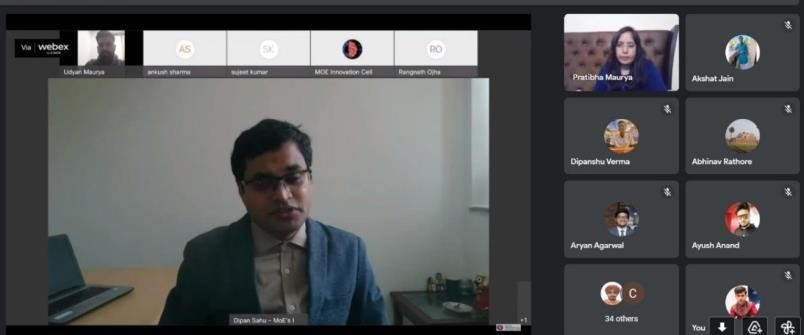 Via webex
Udyan Maurya
AS
ankush sharma
SK
sujeet kumar
MOE Innovation Cell
RO
Rangnath Ojha
Dipan Sahu - MoE's I
+1
Pratibha Maurya
Akshat Jain
Dipanshu Verma
Abhinav Rathore
Aryan Agarwal
Ayush Anand
C
34 others
You